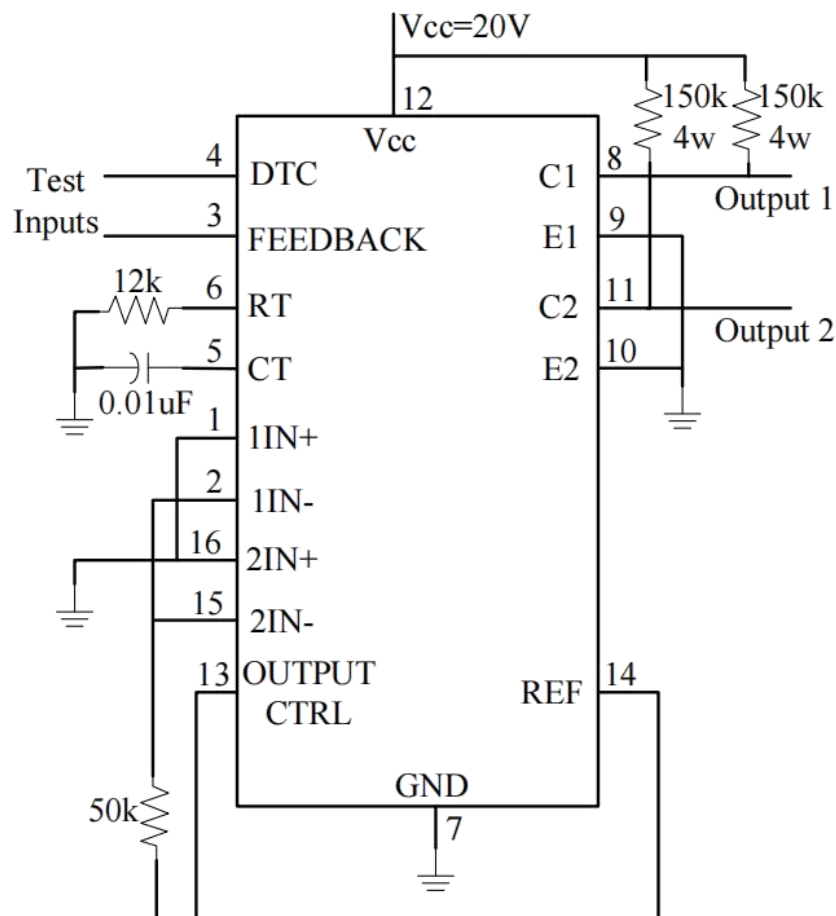 Vcc=20V
12
150k
4w
150k
4w
Vcc
4
DTC
C1
8
Output 1
Test
Inputs
3
FEEDBACK
E1
9
12k
6
RT
C2
11
Output 2
5
CT
E2
10
0.01uF
1
1IN+
2
1IN-
16
2IN+
15
2IN-
13
OUTPUT
CTRL
REF
14
50k
GND
7